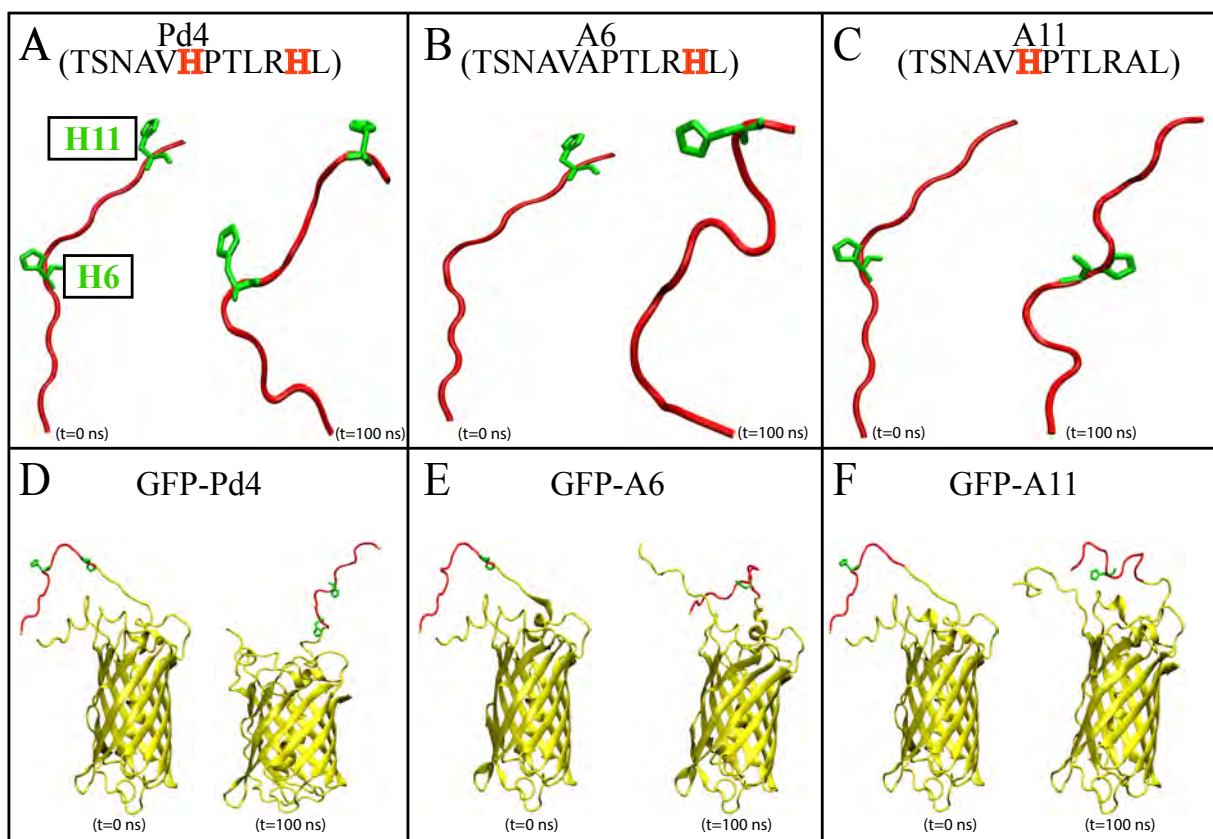 A
Pd4
(TSNAVHPTLRHL)
H11
H6
(t=0 ns)
(t=100 ns)
B
A6
(TSNAVAPTLRHL)
(t=0 ns)
(t=100 ns)
C
A11
(TSNAVHPTLRAL)
(t=0 ns)
(t=100 ns)
D
GFP-Pd4
(t=0 ns)
(t=100 ns)
E
GFP-A6
(t=0 ns)
(t=100 ns)
F
GFP-A11
(t=0 ns)
(t=100 ns)